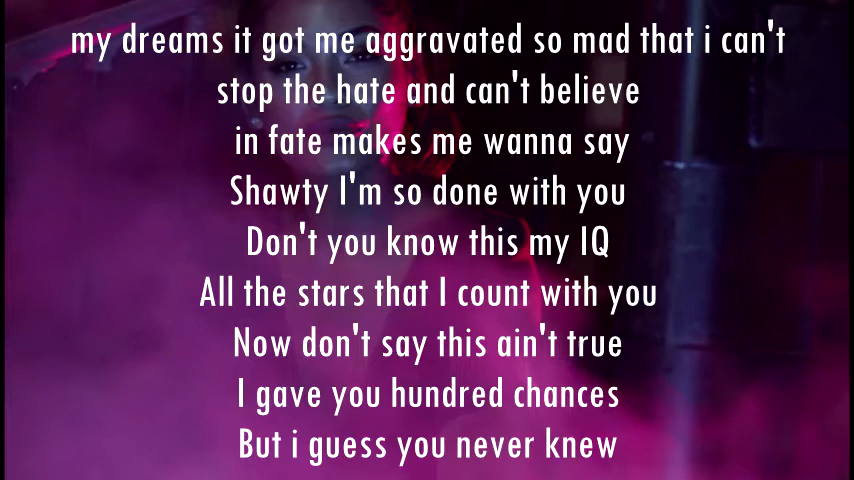 my dreams it got me aggravated so mad that i can't
stop the hate and can't believe
in fate makes me wanna say
Shawty I'm so done with you
Don't you know this my IQ
All the stars that I count with you
Now don't say this ain't true
I gave you hundred chances
But i guess you never knew